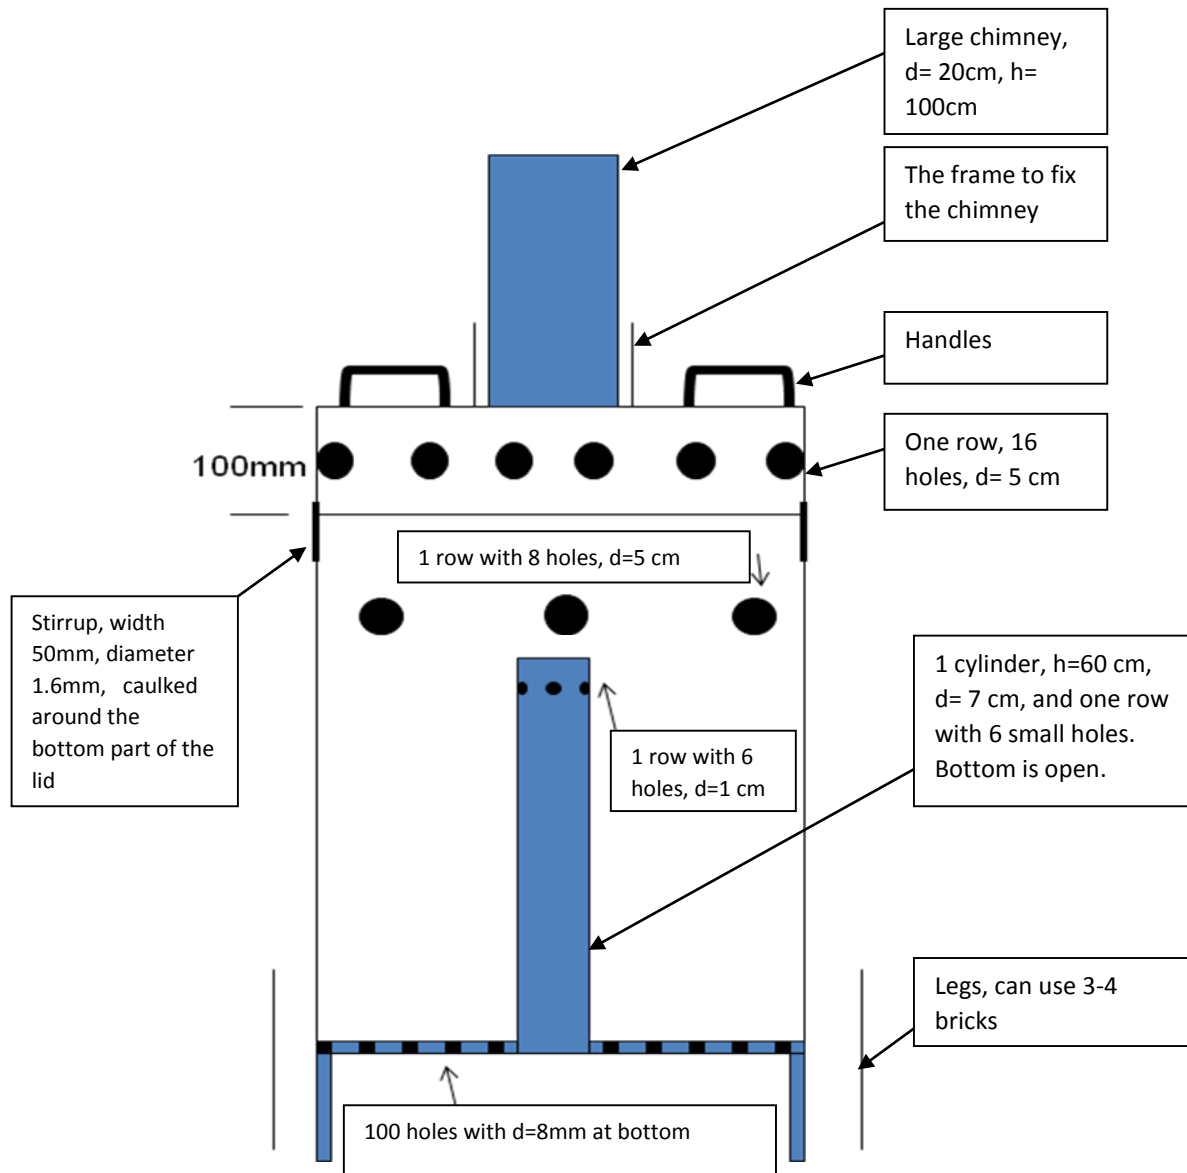 Large chimney,
d= 20cm, h=
100cm
The frame to fix
the chimney
Handles
100mm
One row, 16
holes, d= 5 cm
1 row with 8 holes, d=5 cm
Stirrup, width
50mm, diameter
1.6mm, caulked
around the
bottom part of the
lid
1 cylinder, h=60 cm,
d= 7 cm, and one row
with 6 small holes.
Bottom is open.
1 row with 6
holes, d=1 cm
Legs, can use 3-4
bricks
100 holes with d=8mm at bottom